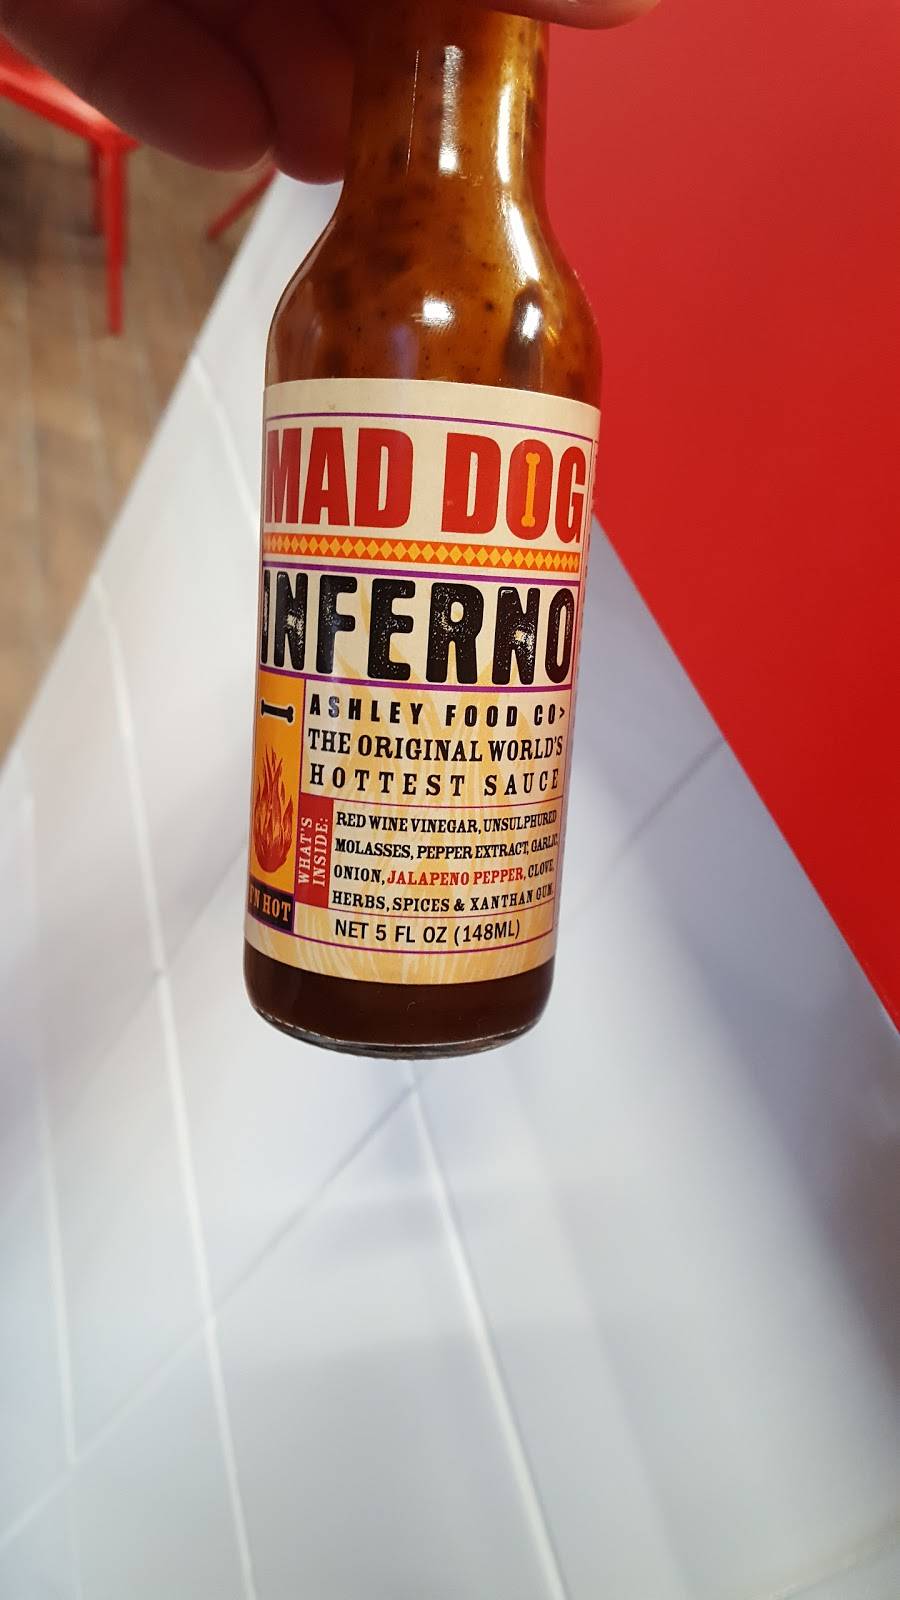 MAD DOG
INFERNO
ASHLEY FOOD CO>
THE ORIGINAL WORLD'S
HOTTEST SAUCE
WHAT'S
INSIDE:
RED WINE VINEGAR, UNSULPHURED
MOLASSES, PEPPER EXTRACT, GARLIC,
ONION, JALAPENO PEPPER, CLOVE,
HERBS, SPICES & XANTHAN GUM.
'N HOT
NET 5 FL OZ (148ML)